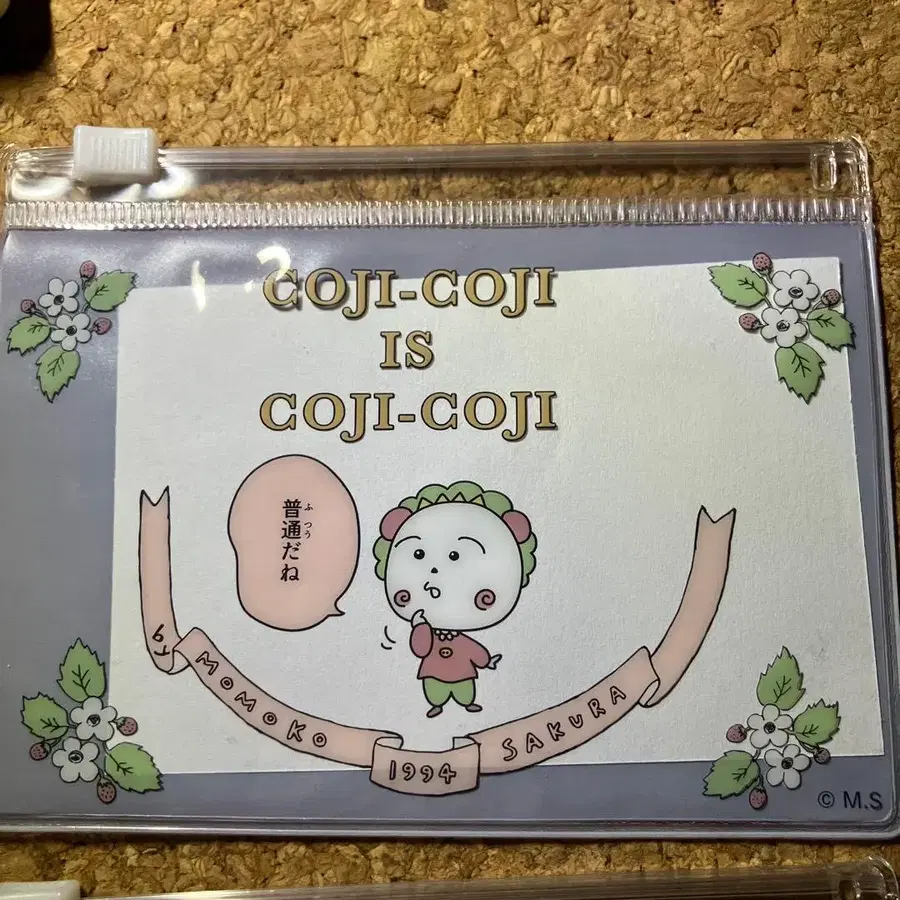 COJI-COJI
IS
COJI-COJI
普通だね
ふつう
by
MOMOKO
1994
SAKURA
© M.S